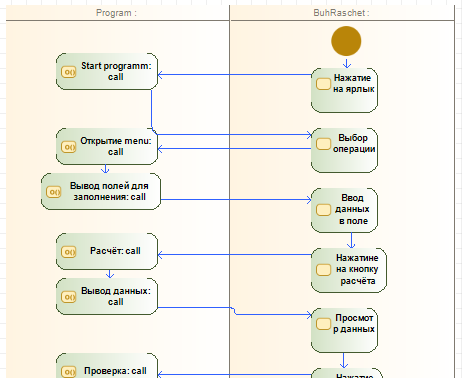 Program :
BuhRaschet :
Start programm:
call
Нажатие
на ярлык
Открытие menu:
call
Выбор
операции
Вывод полей для
заполнения: call
Ввод
данных
в поле
Расчёт: call
Нажатине
на кнопку
расчёта
Вывод данных:
call
Просмот
р данных
Проверка: call
Нажатие